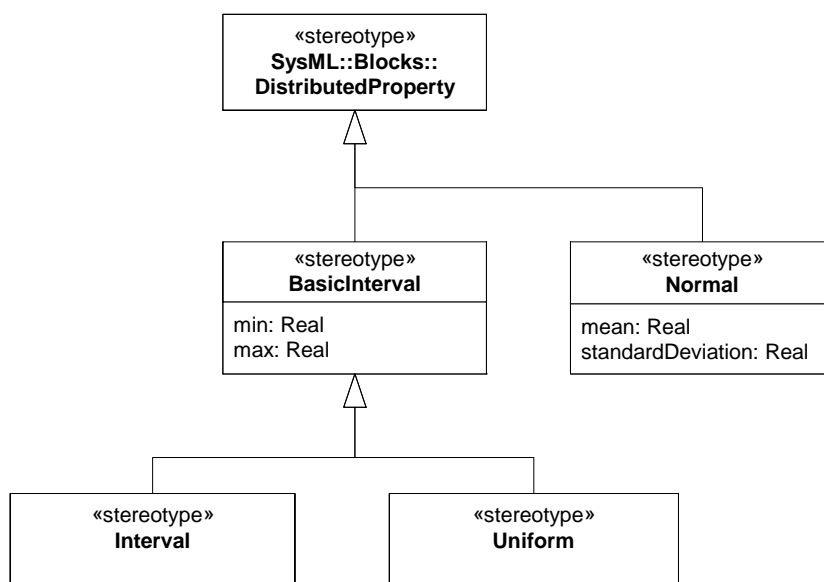 «stereotype»
SysML::Blocks::
DistributedProperty
«stereotype»
BasicInterval
min: Real
max: Real
«stereotype»
Normal
mean: Real
standardDeviation: Real
«stereotype»
Interval
«stereotype»
Uniform